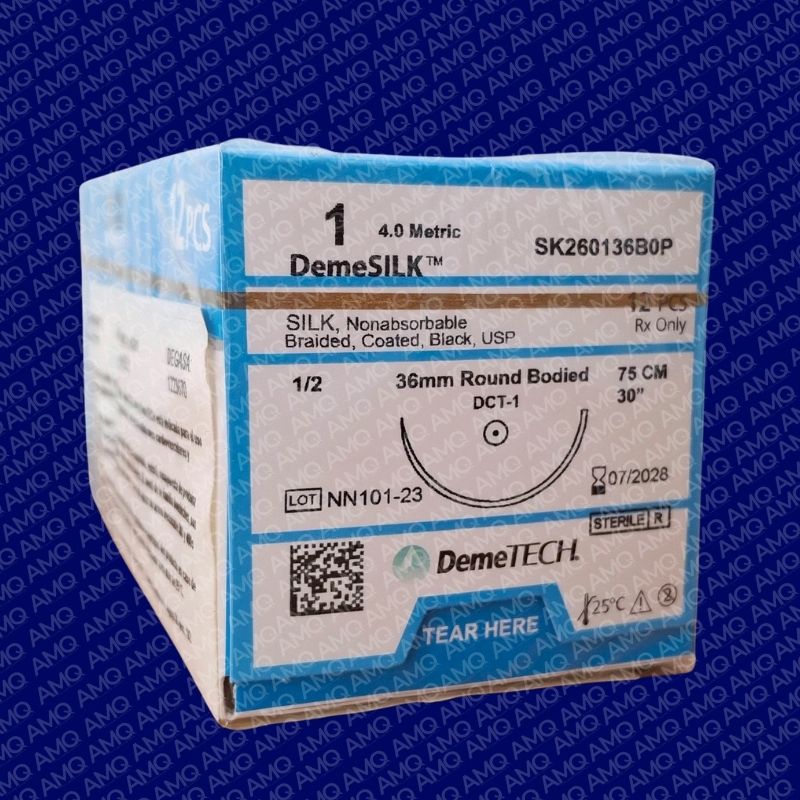 12 PCS
DEGASA
1 4.0 Metric
DemeSILK™
SK260136B0P
12 PCS
Rx Only
SILK, Nonabsorbable
Braided, Coated, Black, USP
1/2 36mm Round Bodied 75 CM
DCT-1 30”
LOT NN101-23
07/2028
STERILE R
DemeTECH
TEAR HERE
25°C
AMQ